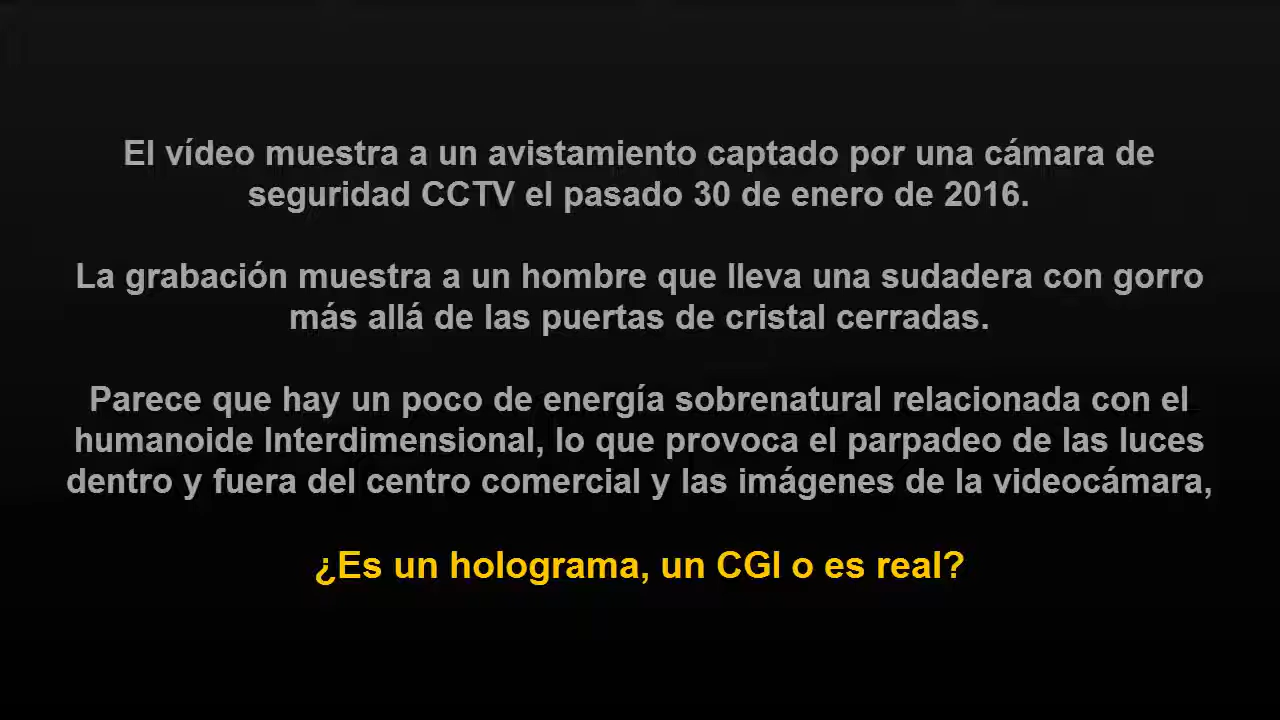 El vídeo muestra a un avistamiento captado por una cámara de
seguridad CCTV el pasado 30 de enero de 2016.
La grabación muestra a un hombre que lleva una sudadera con gorro
más allá de las puertas de cristal cerradas.
Parece que hay un poco de energía sobrenatural relacionada con el
humanoide Interdimensional, lo que provoca el parpadeo de las luces
dentro y fuera del centro comercial y las imágenes de la videocámara,
¿Es un holograma, un CGI o es real?